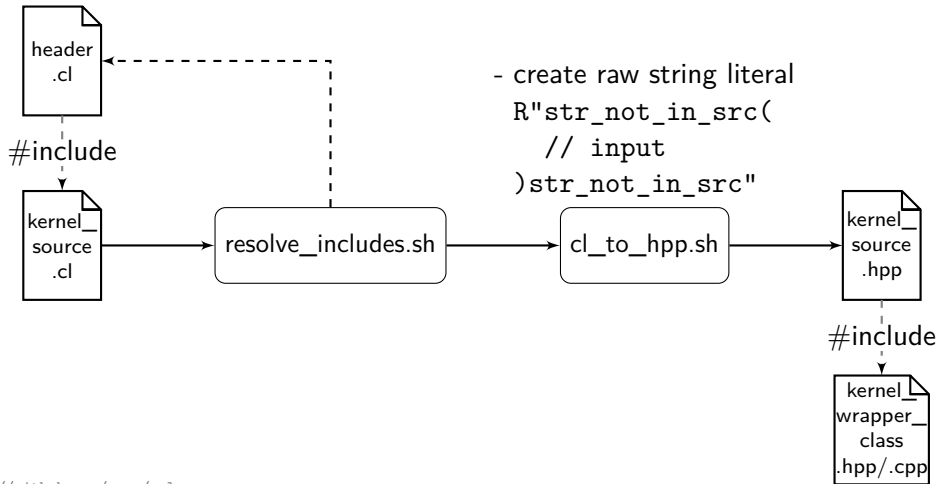 header
.cl
- create raw string literal
R"str_not_in_src(
// input
)str_not_in_src"
#include
kernel_
source
.cl
resolve_includes.sh
cl_to_hpp.sh
kernel_
source
.hpp
#include
kernel_
wrapper_
class
.hpp/.cpp